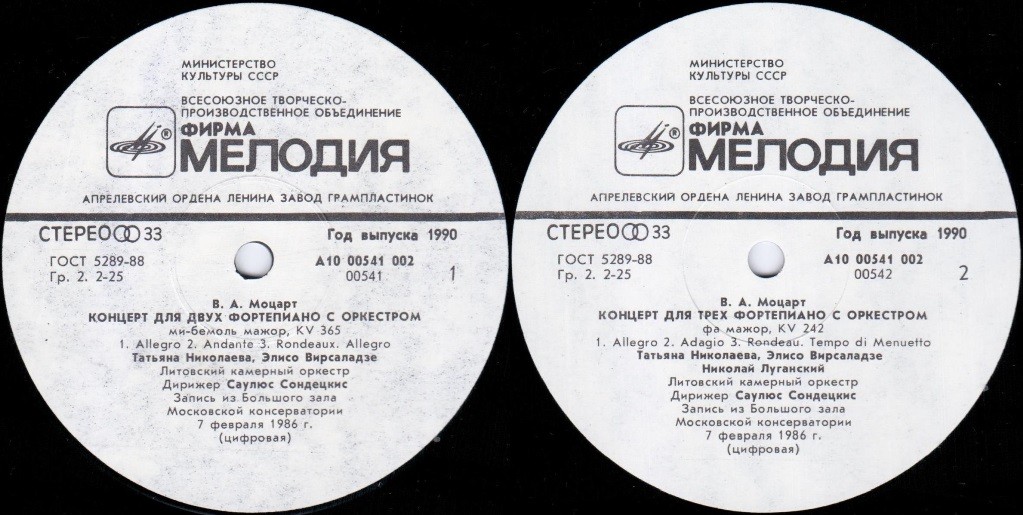 МИНИСТЕРСТВО
КУЛЬТУРЫ СССР
ВСЕСОЮЗНОЕ ТВОРЧЕСКО-
ПРОИЗВОДСТВЕННОЕ ОБЪЕДИНЕНИЕ
®
ФИРМА
МЕЛОДИЯ
АПРЕЛЕВСКИЙ ОРДЕНА ЛЕНИНА ЗАВОД ГРАМПЛАСТИНОК
СТЕРЕО 33
Год выпуска 1990
ГОСТ 5289-88
Гр. 2. 2-25
А10 00541 002
00541
1
В. А. Моцарт
КОНЦЕРТ ДЛЯ ДВУХ ФОРТЕПИАНО С ОРКЕСТРОМ
ми-бемоль мажор, KV 365
1. Allegro 2. Andante 3. Rondeaux. Allegro
Татьяна Николаева, Элисо Вирсаладзе
Литовский камерный оркестр
Дирижер Саулюс Сондецкис
Запись из Большого зала
Московской консерватории
7 февраля 1986 г.
(цифровая)
МИНИСТЕРСТВО
КУЛЬТУРЫ СССР
ВСЕСОЮЗНОЕ ТВОРЧЕСКО-
ПРОИЗВОДСТВЕННОЕ ОБЪЕДИНЕНИЕ
®
ФИРМА
МЕЛОДИЯ
АПРЕЛЕВСКИЙ ОРДЕНА ЛЕНИНА ЗАВОД ГРАМПЛАСТИНОК
СТЕРЕО 33
Год выпуска 1990
ГОСТ 5289-88
Гр. 2. 2-25
А10 00541 002
00542
2
В. А. Моцарт
КОНЦЕРТ ДЛЯ ТРЕХ ФОРТЕПИАНО С ОРКЕСТРОМ
фа мажор, KV 242
1. Allegro 2. Adagio 3. Rondeau. Tempo di Menuetto
Татьяна Николаева, Элисо Вирсаладзе
Николай Луганский
Литовский камерный оркестр
Дирижер Саулюс Сондецкис
Запись из Большого зала
Московской консерватории
7 февраля 1986 г.
(цифровая)